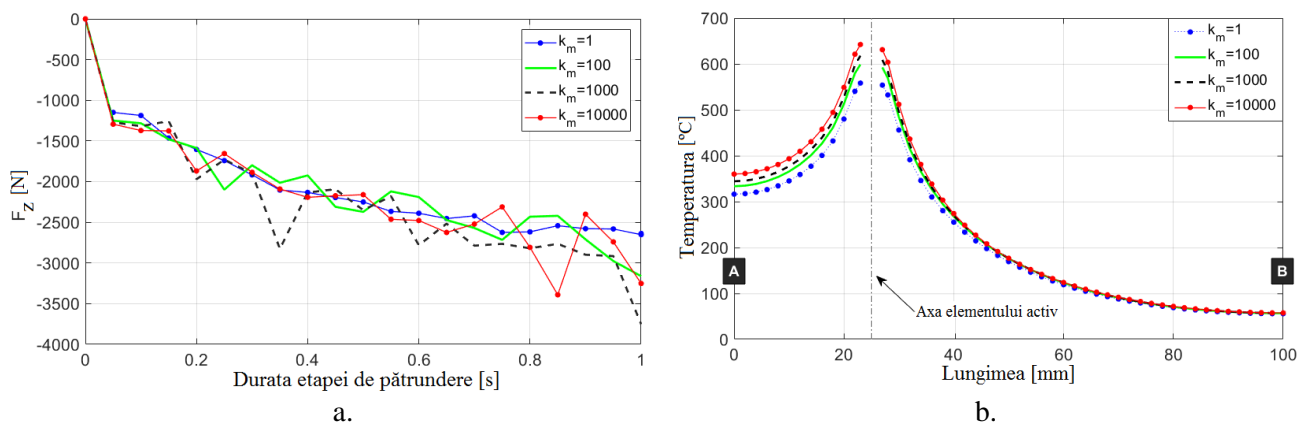 0
-500
-1000
-1500
-2000
-2500
-3000
-3500
-4000
F_Z [N]
0
0.2
0.4
0.6
0.8
1
Durata etapei de pătrundere [s]
k_m=1
k_m=100
k_m=1000
k_m=10000
a.
700
600
500
400
300
200
100
0
Temperatura [°C]
0
20
40
60
80
100
Lungimea [mm]
k_m=1
k_m=100
k_m=1000
k_m=10000
A
B
Axa elementului activ
b.